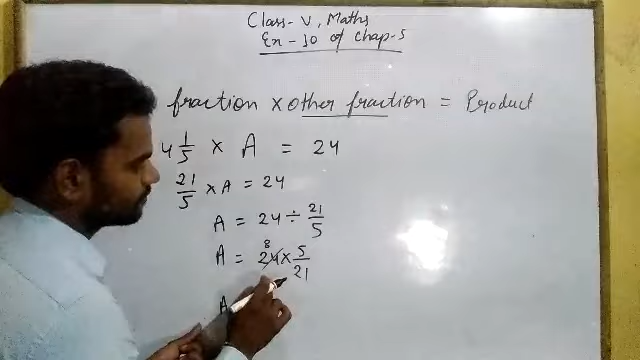 Class-V, Maths
Ex-10 of Chap-5
fraction × other fraction = Product
4 1/5 × A = 24
21/5 × A = 24
A = 24 ÷ 21/5
A = 24 × 5/21
8
A